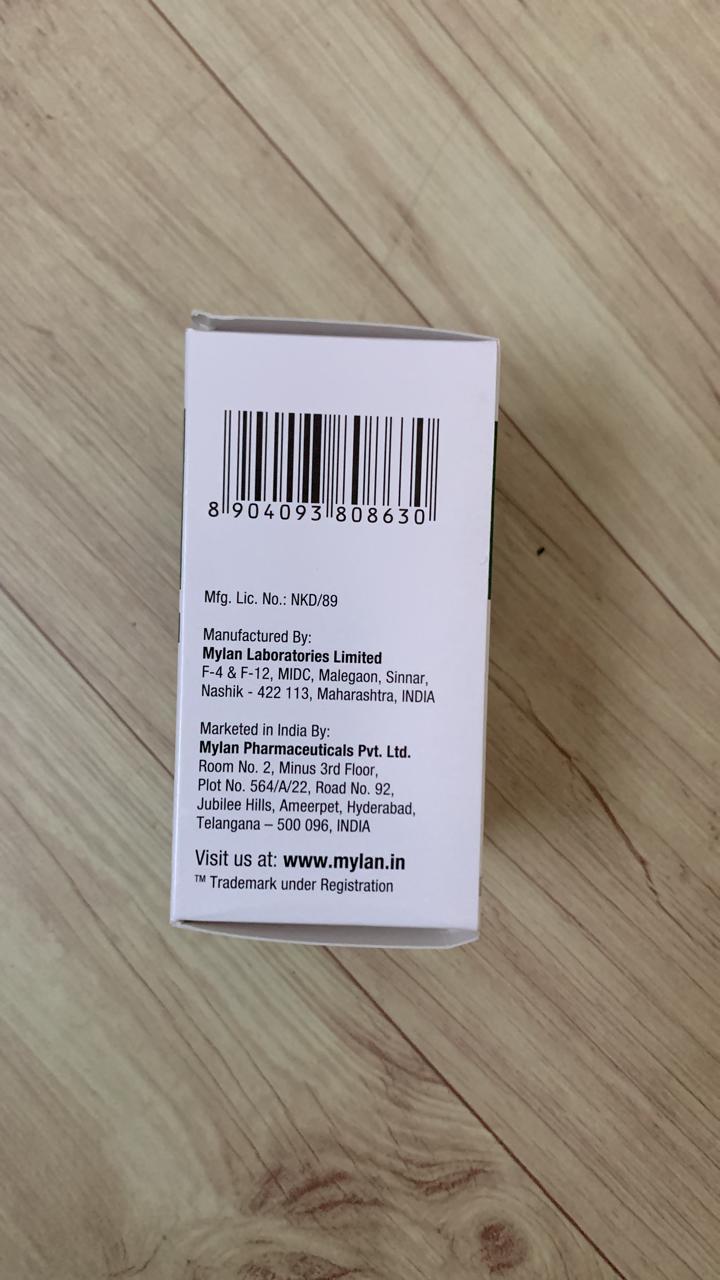 8 904093 808630
Mfg. Lic. No.: NKD/89
Manufactured By:
Mylan Laboratories Limited
F-4 & F-12, MIDC, Malegaon, Sinnar,
Nashik - 422 113, Maharashtra, INDIA
Marketed in India By:
Mylan Pharmaceuticals Pvt. Ltd.
Room No. 2, Minus 3rd Floor,
Plot No. 564/A/22, Road No. 92,
Jubilee Hills, Ameerpet, Hyderabad,
Telangana – 500 096, INDIA
Visit us at: www.mylan.in
™ Trademark under Registration